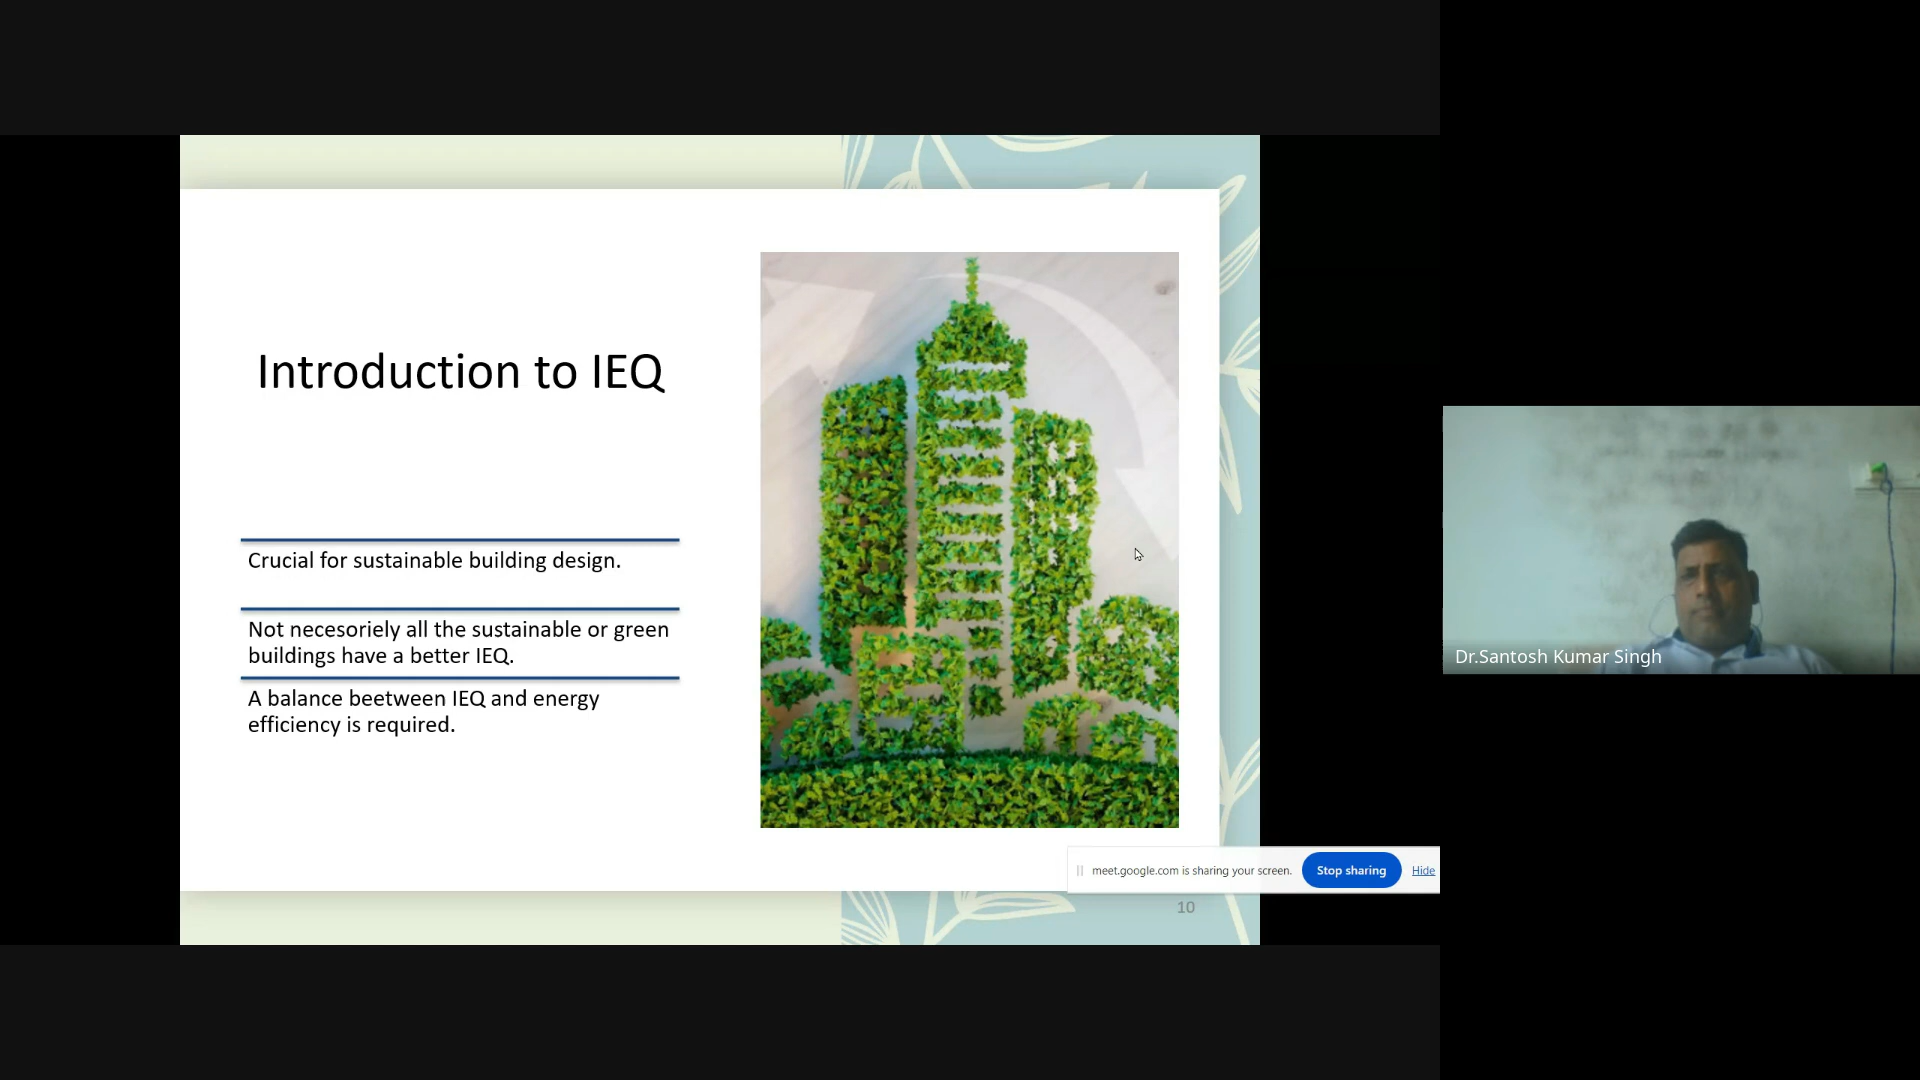 Introduction to IEQ
Crucial for sustainable building design.
Not necesoriely all the sustainable or green
buildings have a better IEQ.
A balance beetween IEQ and energy
efficiency is required.
Dr.Santosh Kumar Singh
meet.google.com is sharing your screen.
Stop sharing
Hide
10